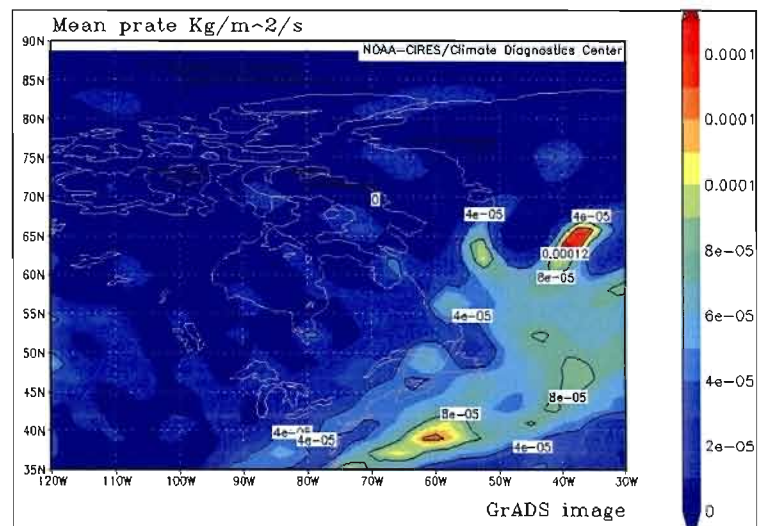 Mean prate Kg/m^2/s
NOAA-CIRES/Climate Diagnostics Center
90N
85N
80N
75N
70N
65N
60N
55N
50N
45N
40N
35N
120W 110W 100W 90W 80W 70W 60W 50W 40W 30W
0
4e-05
4e-05
0.00012
8e-05
4e-05
8e-05
8e-05
4e-05
4e-05
4e-05
0.0001
0.0001
0.0001
8e-05
6e-05
4e-05
2e-05
0
GrADS image